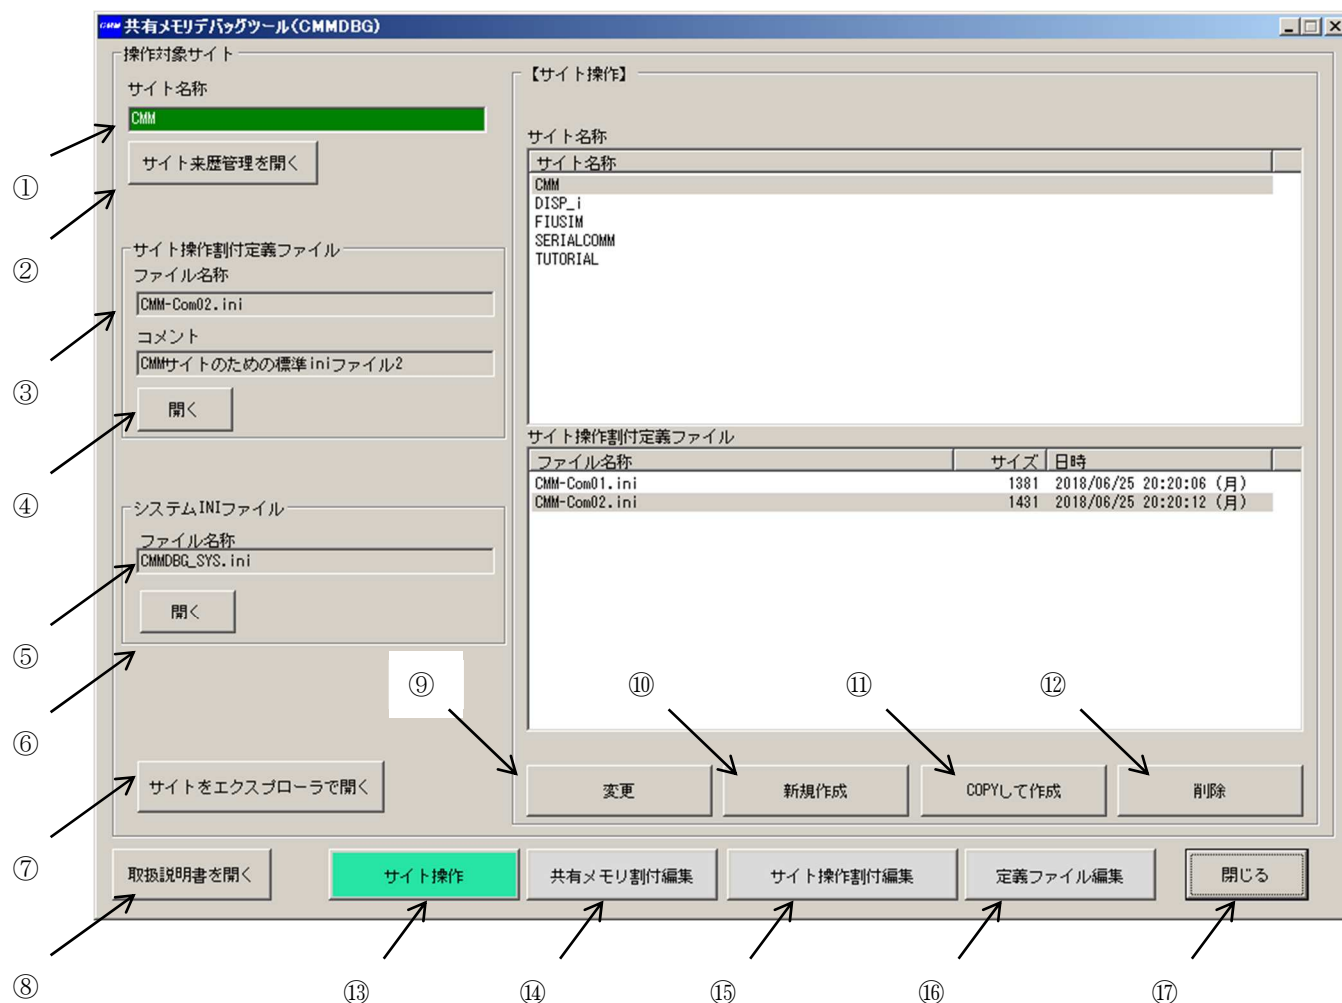 CMM 共有メモリデバッグツール(CMMDBG)
操作対象サイト
サイト名称
CMM
サイト来歴管理を開く
①
②
サイト操作割付定義ファイル
ファイル名称
CMM-Com02.ini
コメント
CMMサイトのための標準iniファイル2
開く
③
④
システムINIファイル
ファイル名称
CMMDBG_SYS.ini
開く
⑤
⑥
サイトをエクスプローラで開く
⑦
【サイト操作】
サイト名称
サイト名称
CMM
DISP_i
FIUSIM
SERIALCOMM
TUTORIAL
サイト操作割付定義ファイル
ファイル名称 サイズ 日時
CMM-Com01.ini 1381 2018/06/25 20:20:06 (月)
CMM-Com02.ini 1431 2018/06/25 20:20:12 (月)
⑨ ⑩ ⑪ ⑫
変更 新規作成 COPYして作成 削除
取扱説明書を開く サイト操作 共有メモリ割付編集 サイト操作割付編集 定義ファイル編集 閉じる
⑧ ⑬ ⑭ ⑮ ⑯ ⑰